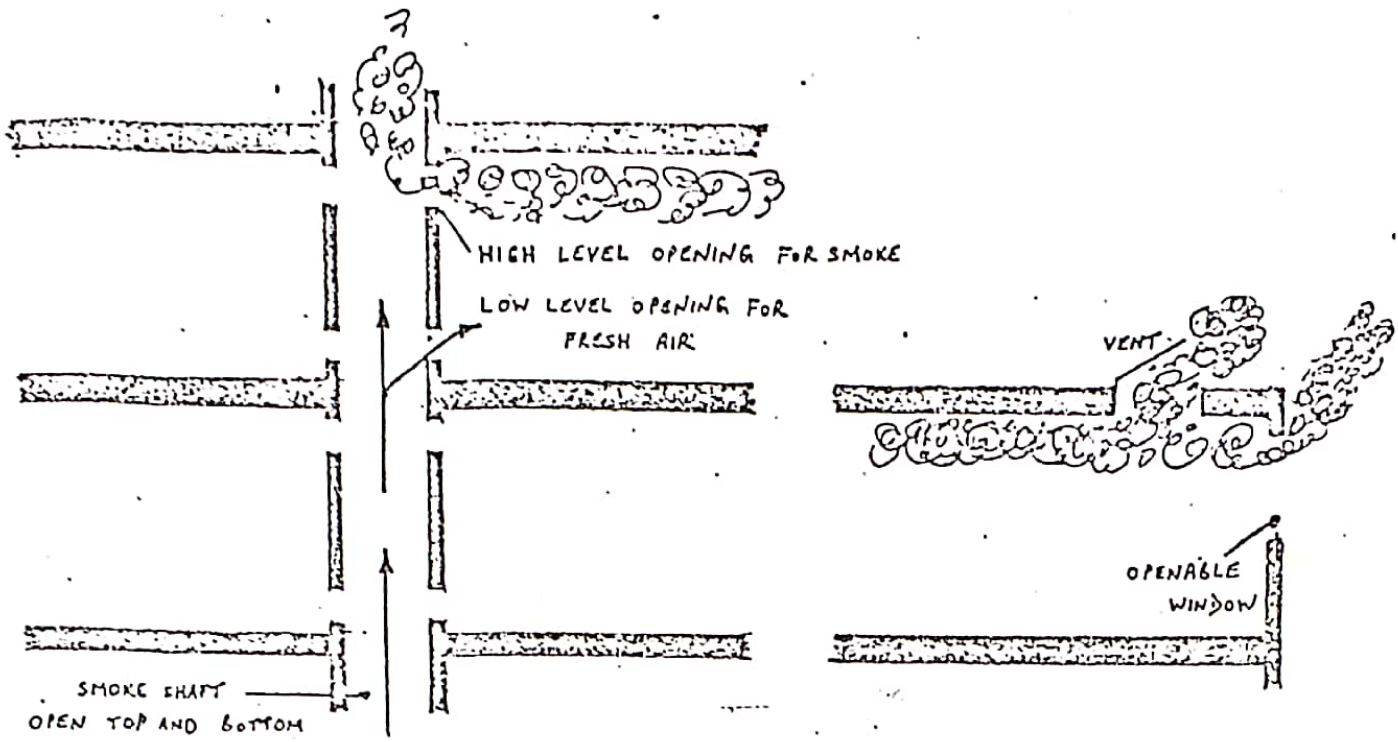 HIGH LEVEL OPENING FOR SMOKE
LOW LEVEL OPENING FOR
FRESH AIR
VENT
OPENABLE
WINDOW
SMOKE SHAFT
OPEN TOP AND BOTTOM